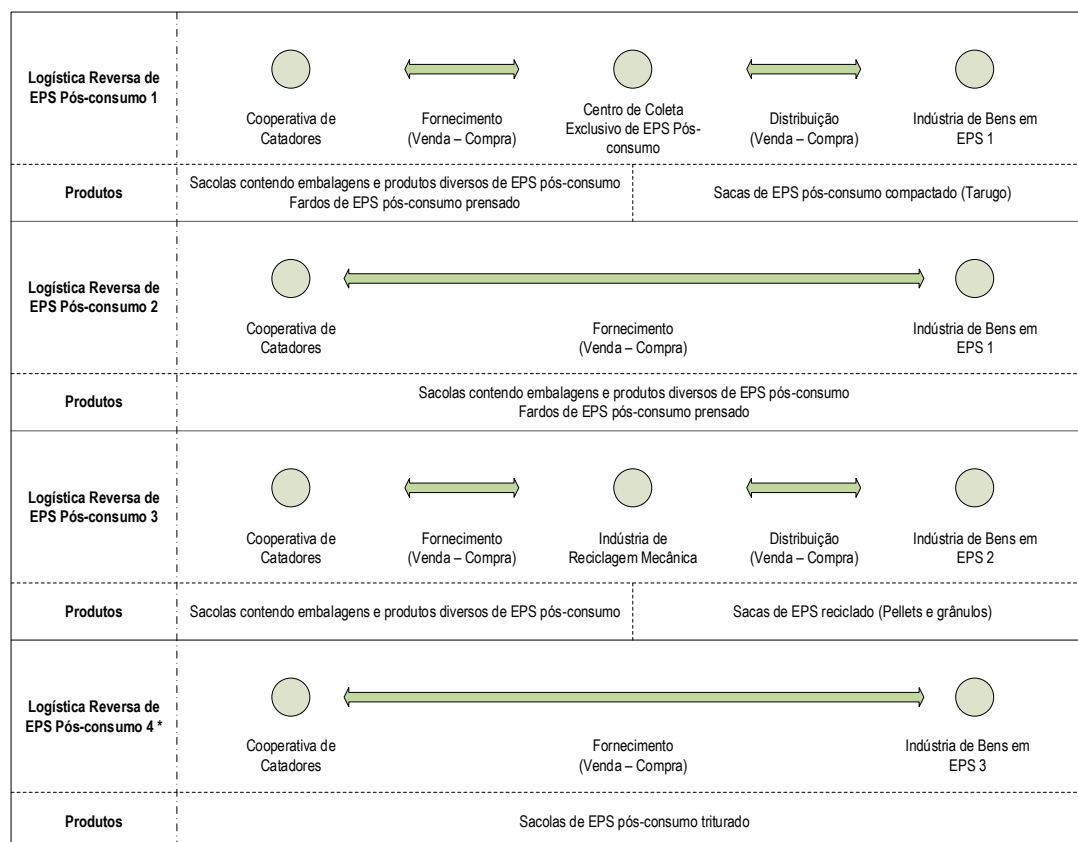 Logística Reversa de
EPS Pós-consumo 1
Cooperativa de
Catadores
Fornecimento
(Venda – Compra)
Centro de Coleta
Exclusivo de EPS Pós-
consumo
Distribuição
(Venda – Compra)
Indústria de Bens em
EPS 1
Produtos
Sacolas contendo embalagens e produtos diversos de EPS pós-consumo
Fardos de EPS pós-consumo prensado
Sacas de EPS pós-consumo compactado (Tarugo)
Logística Reversa de
EPS Pós-consumo 2
Cooperativa de
Catadores
Fornecimento
(Venda – Compra)
Indústria de Bens em
EPS 1
Produtos
Sacolas contendo embalagens e produtos diversos de EPS pós-consumo
Fardos de EPS pós-consumo prensado
Logística Reversa de
EPS Pós-consumo 3
Cooperativa de
Catadores
Fornecimento
(Venda – Compra)
Indústria de
Reciclagem Mecânica
Distribuição
(Venda – Compra)
Indústria de Bens em
EPS 2
Produtos
Sacolas contendo embalagens e produtos diversos de EPS pós-consumo
Sacas de EPS reciclado (Pellets e grânulos)
Logística Reversa de
EPS Pós-consumo 4 *
Cooperativa de
Catadores
Fornecimento
(Venda – Compra)
Indústria de Bens em
EPS 3
Produtos
Sacolas de EPS pós-consumo triturado